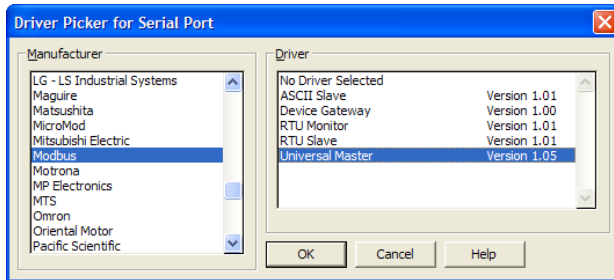 Driver Picker for Serial Port
Manufacturer
LG - LS Industrial Systems
Maguire
Matsushita
MicroMod
Mitsubishi Electric
Modbus
Motrona
MP Electronics
MTS
Omron
Oriental Motor
Pacific Scientific
Driver
No Driver Selected
ASCII Slave Version 1.01
Device Gateway Version 1.00
RTU Monitor Version 1.01
RTU Slave Version 1.01
Universal Master Version 1.05
OK Cancel Help